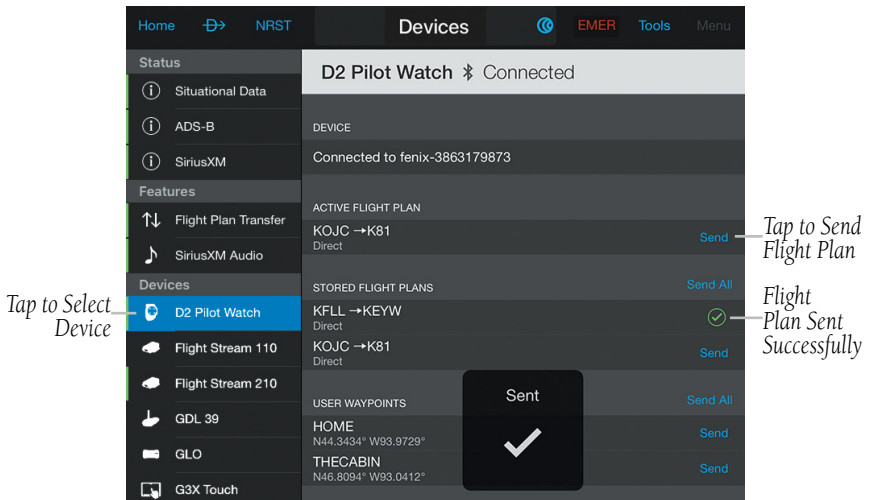 Home
NRST
Devices
EMER
Tools
Menu
Status
Situational Data
ADS-B
SiriusXM
Features
Flight Plan Transfer
SiriusXM Audio
Devices
D2 Pilot Watch
Flight Stream 110
Flight Stream 210
GDL 39
GLO
G3X Touch
D2 Pilot Watch Connected
DEVICE
Connected to fenix-3863179873
ACTIVE FLIGHT PLAN
KOJC →K81
Direct
Send
STORED FLIGHT PLANS
Send All
KFLL →KEYW
Direct
KOJC →K81
Direct
Send
USER WAYPOINTS
Send All
HOME
N44.3434° W93.9729°
Send
THECABIN
N46.8094° W93.0412°
Send
Sent
Tap to Select
Device
Tap to Send
Flight Plan
Flight
Plan Sent
Successfully